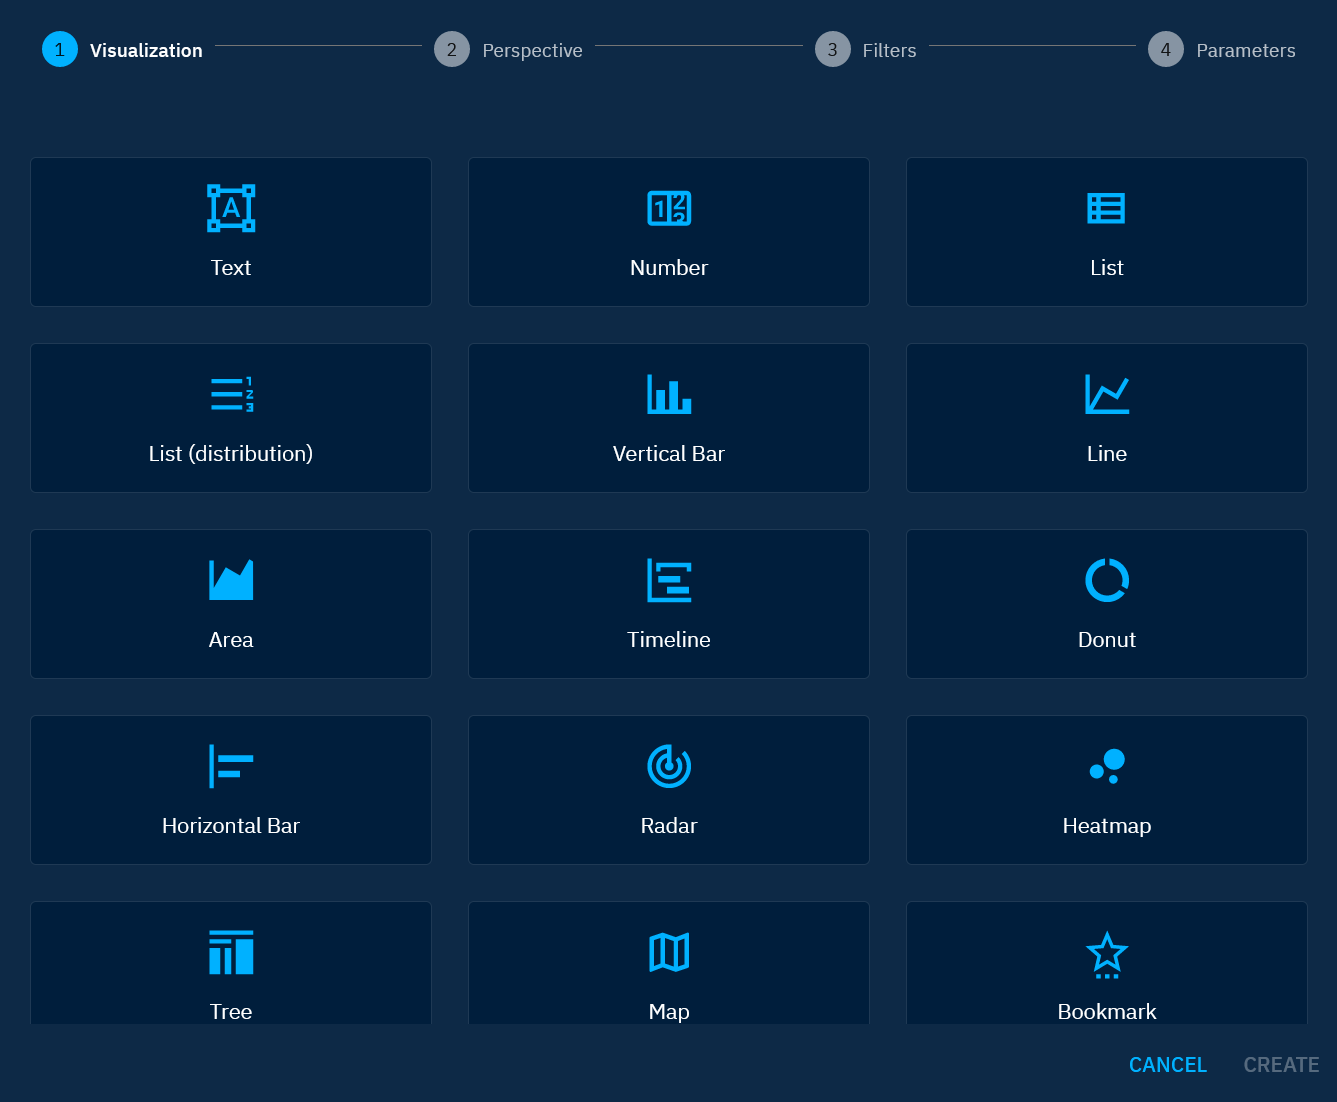 1 Visualization 2 Perspective 3 Filters 4 Parameters
Text Number List
List (distribution) Vertical Bar Line
Area Timeline Donut
Horizontal Bar Radar Heatmap
Tree Map Bookmark
CANCEL CREATE